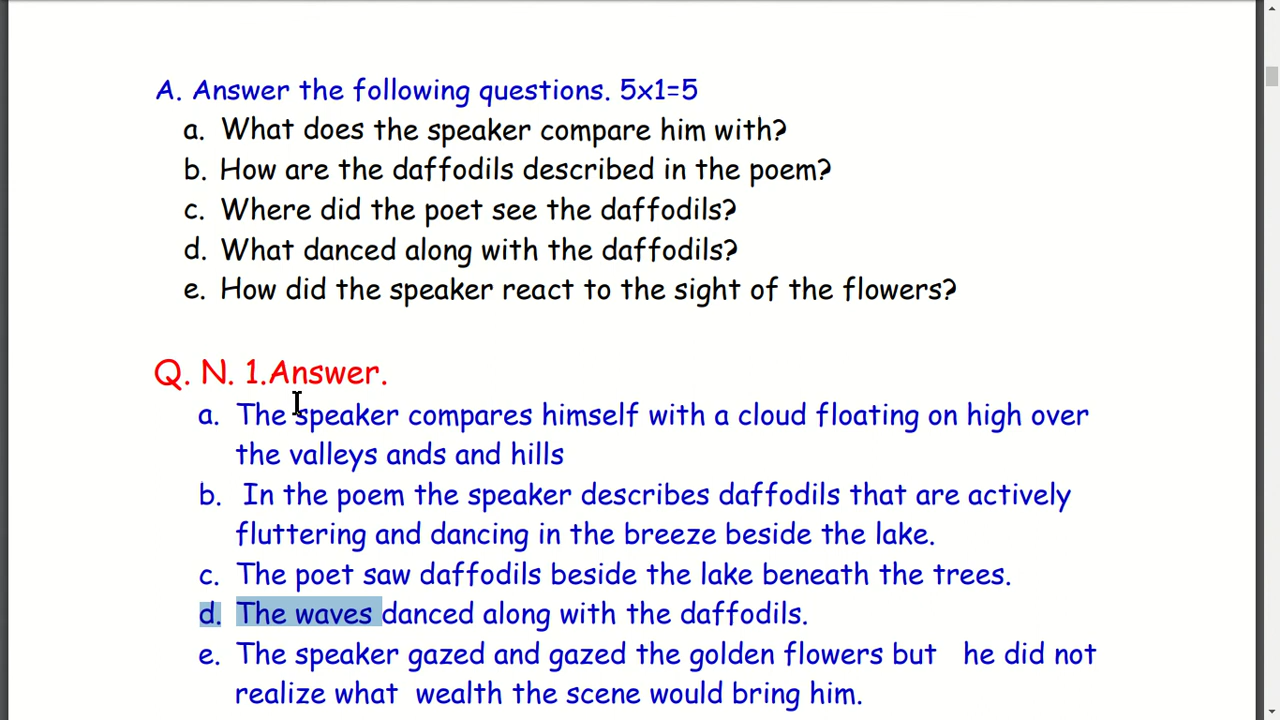 A. Answer the following questions. 5x1=5
a. What does the speaker compare him with?
b. How are the daffodils described in the poem?
c. Where did the poet see the daffodils?
d. What danced along with the daffodils?
e. How did the speaker react to the sight of the flowers?
Q. N. 1.Answer.
a. The speaker compares himself with a cloud floating on high over
the valleys ands and hills
b. In the poem the speaker describes daffodils that are actively
fluttering and dancing in the breeze beside the lake.
c. The poet saw daffodils beside the lake beneath the trees.
d. The waves danced along with the daffodils.
e. The speaker gazed and gazed the golden flowers but he did not
realize what wealth the scene would bring him.